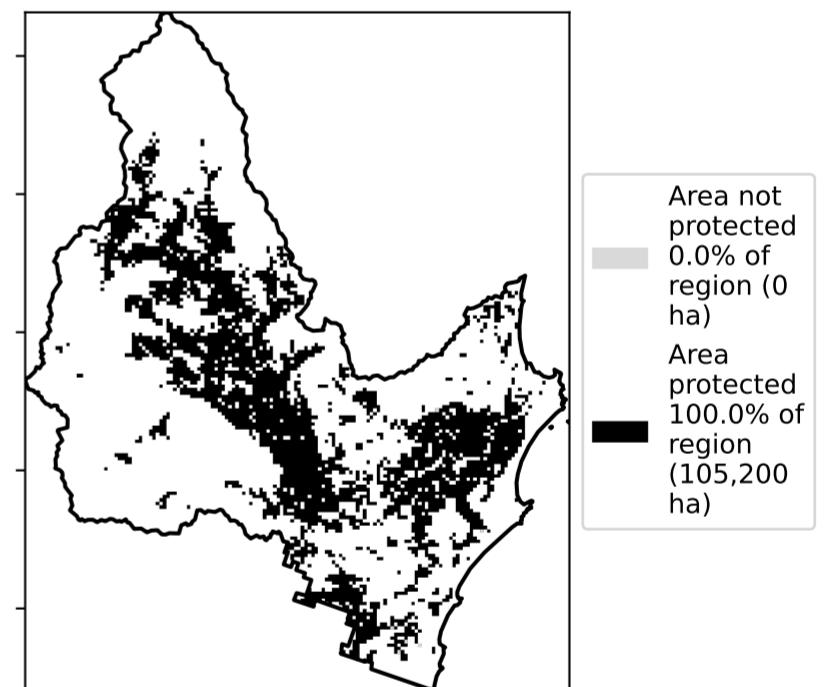 Area not
protected
0.0% of
region (0
ha)
Area
protected
100.0% of
region
(105,200
ha)